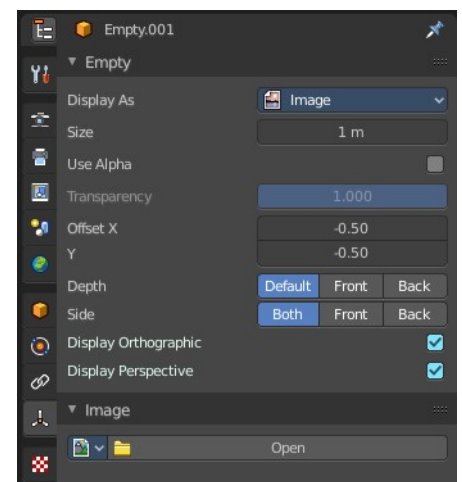 Empty.001
Empty
Display As Image
Size 1 m
Use Alpha
Transparency 1.000
Offset X -0.50
Y -0.50
Depth Default Front Back
Side Both Front Back
Display Orthographic
Display Perspective
Image
Open